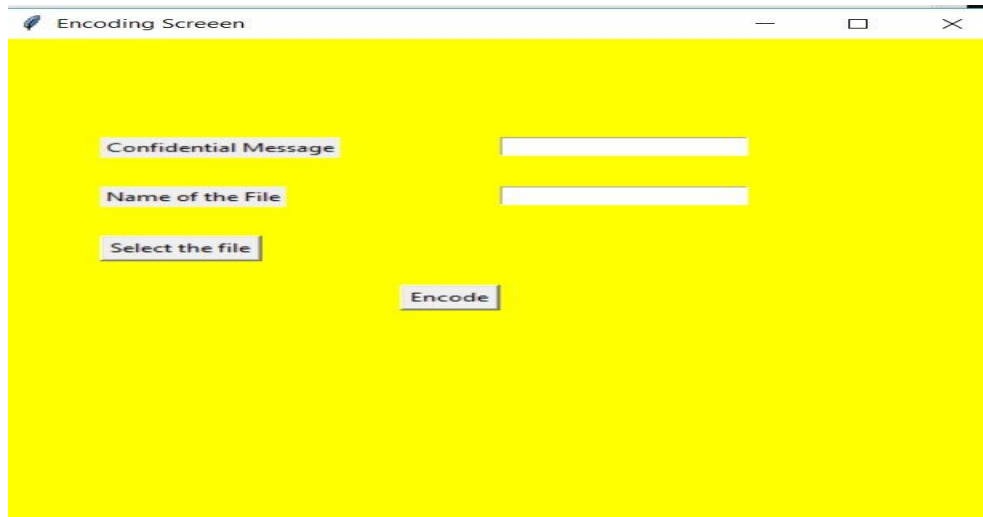 Encoding Screeen
Confidential Message
Name of the File
Select the file
Encode